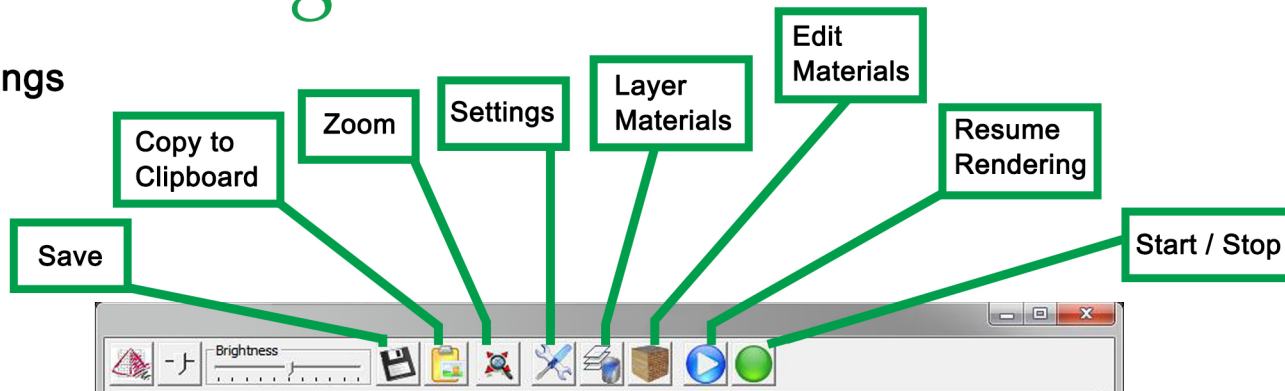 ngs
Edit
Materials
Layer
Materials
Settings
Zoom
Resume
Rendering
Copy to
Clipboard
Save
Start / Stop
Brightness